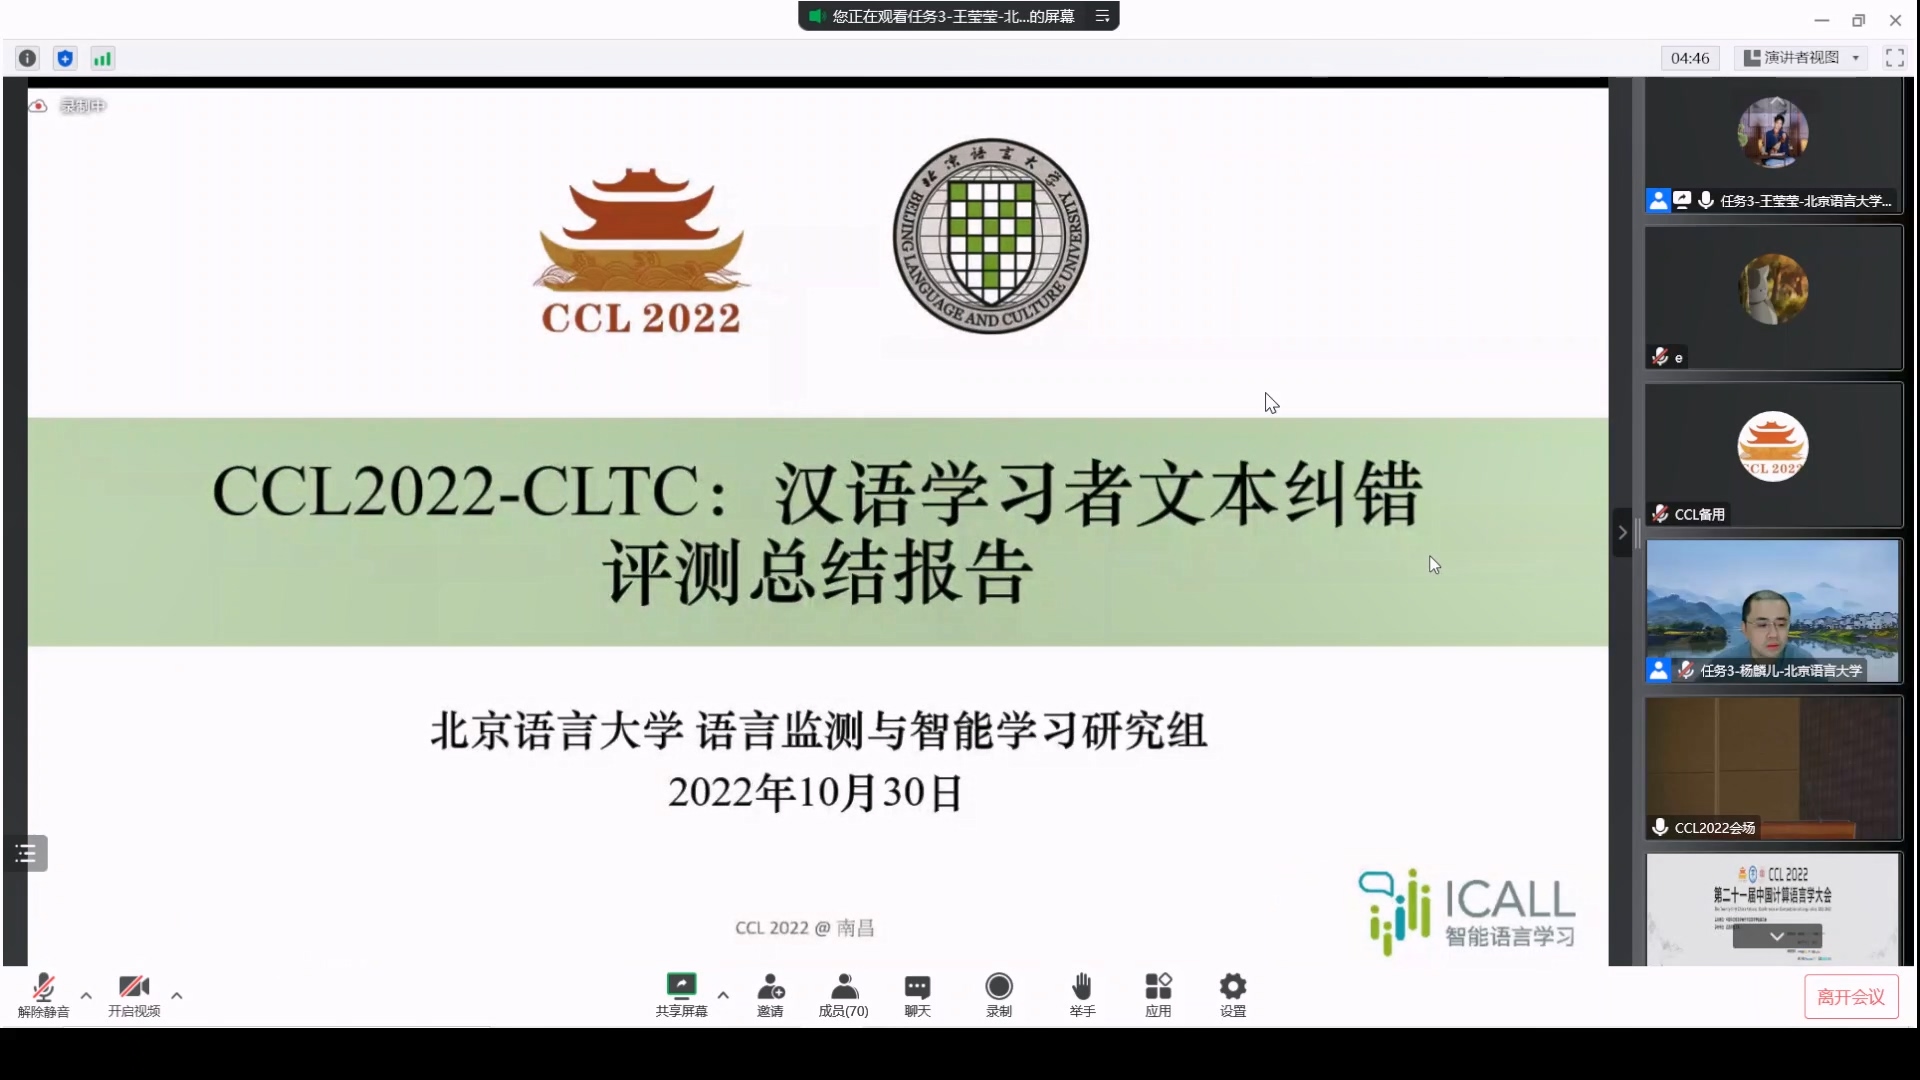 您正在观看任务3-王莹莹-北...的屏幕
04:46
演讲者视图
录制中
CCL 2022
北京语言大学
BEIJING LANGUAGE AND CULTURE UNIVERSITY
CCL2022-CLTC：汉语学习者文本纠错
评测总结报告
北京语言大学 语言监测与智能学习研究组
2022年10月30日
CCL 2022 @ 南昌
ICALL
智能语言学习
任务3-王莹莹-北京语言大学...
e
CCL 2022
CCL备用
任务3-杨麟儿-北京语言大学
CCL2022会场
CCL 2022
第二十一届中国计算语言学大会
解除静音
开启视频
共享屏幕
邀请
成员(70)
聊天
录制
举手
应用
设置
离开会议